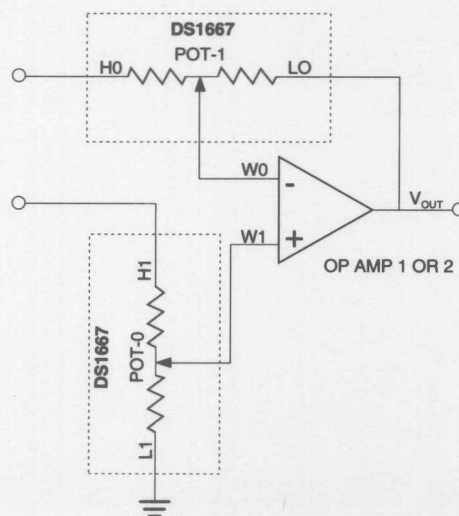 DS1667
POT-1
H0
LO
W0
-
VOUT
W1
+
OP AMP 1 OR 2
H1
DS1667
POT-0
L1